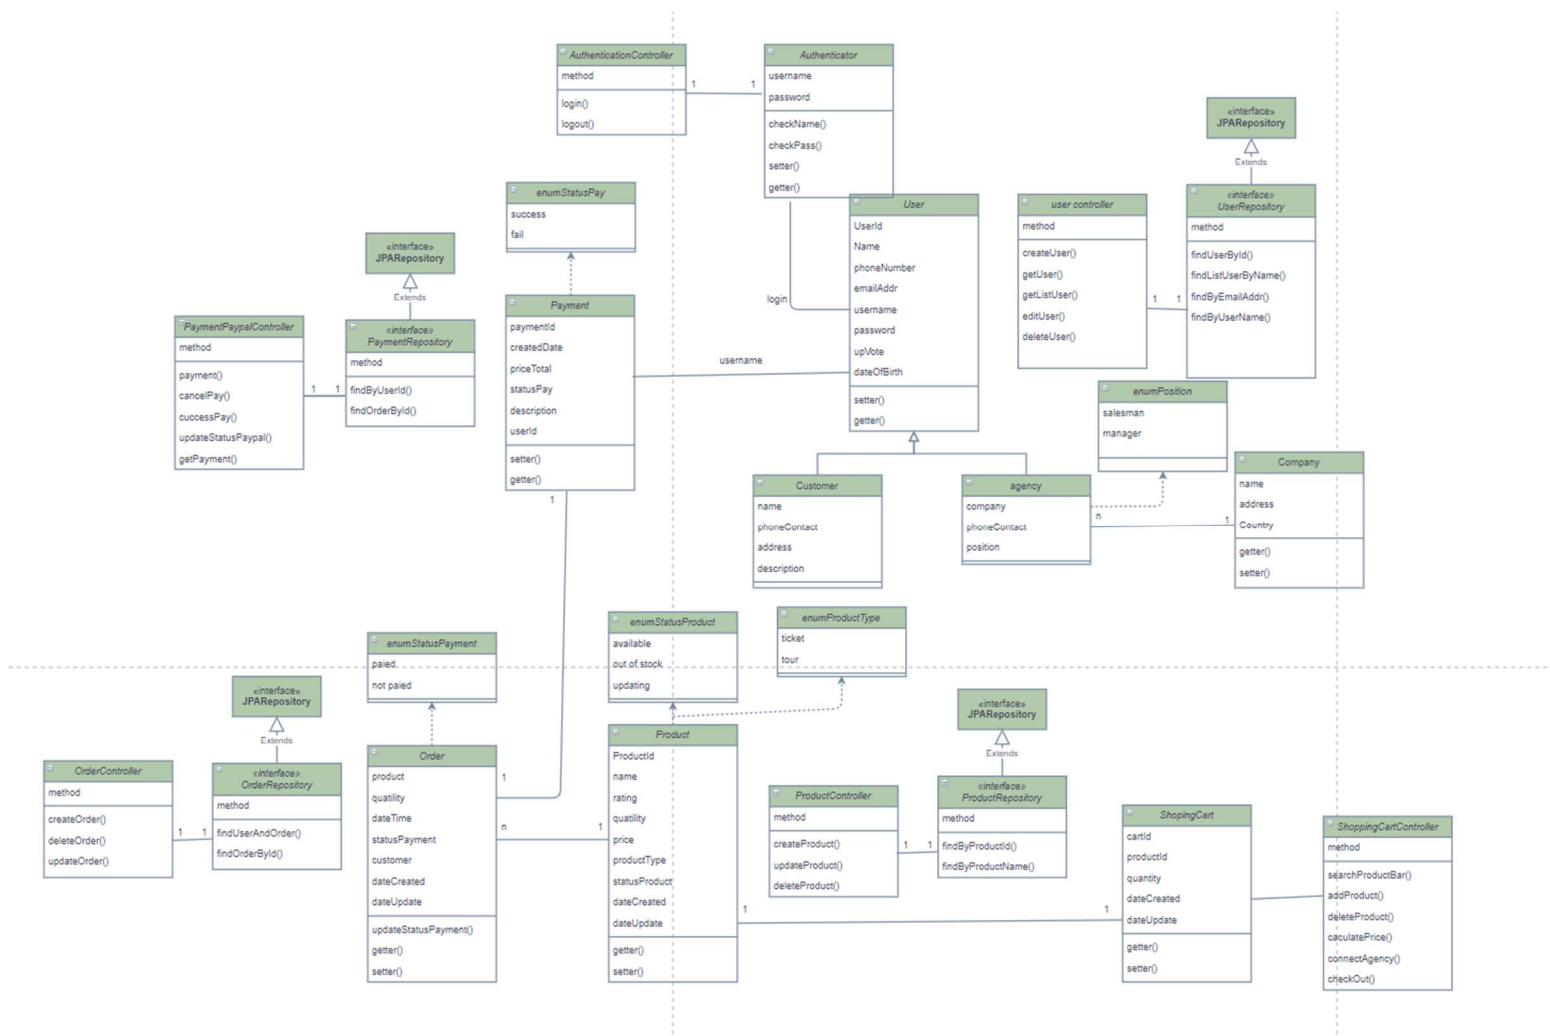 AuthenticationController
method
login()
logout()
1
1
Authenticator
username
password
checkName()
checkPass()
setter()
getter()
«interface»
JPARepository
Extends
enumStatusPay
success
fail
User
UserId
Name
phoneNumber
emailAddr
username
password
upVote
dateOfBirth
setter()
getter()
login
user controller
method
createUser()
getUser()
getListUser()
editUser()
deleteUser()
1
1
«interface»
UserRepository
method
findUserById()
findListUserByName()
findByEmailAddr()
findByUserName()
«interface»
JPARepository
Extends
PaymentPaypalController
method
payment()
cancelPay()
cuccessPay()
updateStatusPaypal()
getPayment()
1
1
«interface»
PaymentRepository
method
findByUserId()
findOrderById()
Payment
paymentId
createdDate
priceTotal
statusPay
description
userId
setter()
getter()
1
username
enumPosition
salesman
manager
Customer
name
phoneContact
address
description
agency
company
phoneContact
position
n
1
Company
name
address
Country
getter()
setter()
enumStatusPayment
paied
not paied
enumStatusProduct
available
out of stock
updating
enumProductType
ticket
tour
«interface»
JPARepository
Extends
OrderController
method
createOrder()
deleteOrder()
updateOrder()
1
1
«interface»
OrderRepository
method
findUserAndOrder()
findOrderById()
Order
product
quatility
dateTime
statusPayment
customer
dateCreated
dateUpdate
updateStatusPayment()
getter()
setter()
1
n
1
Product
ProductId
name
rating
quatility
price
productType
statusProduct
dateCreated
dateUpdate
getter()
setter()
1
1
«interface»
JPARepository
Extends
ProductController
method
createProduct()
updateProduct()
deleteProduct()
1
1
«interface»
ProductRepository
method
findByProductId()
findByProductName()
ShopingCart
cartId
productId
quantity
dateCreated
dateUpdate
getter()
setter()
ShoppingCartController
method
searchProductBar()
addProduct()
deleteProduct()
caculatePrice()
connectAgency()
checkOut()